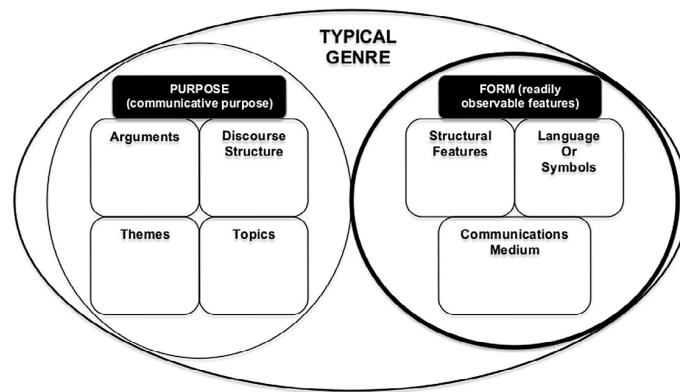 TYPICAL
GENRE
PURPOSE
(communicative purpose)
Arguments
Discourse
Structure
Themes
Topics
FORM (readily
observable features)
Structural
Features
Language
Or
Symbols
Communications
Medium